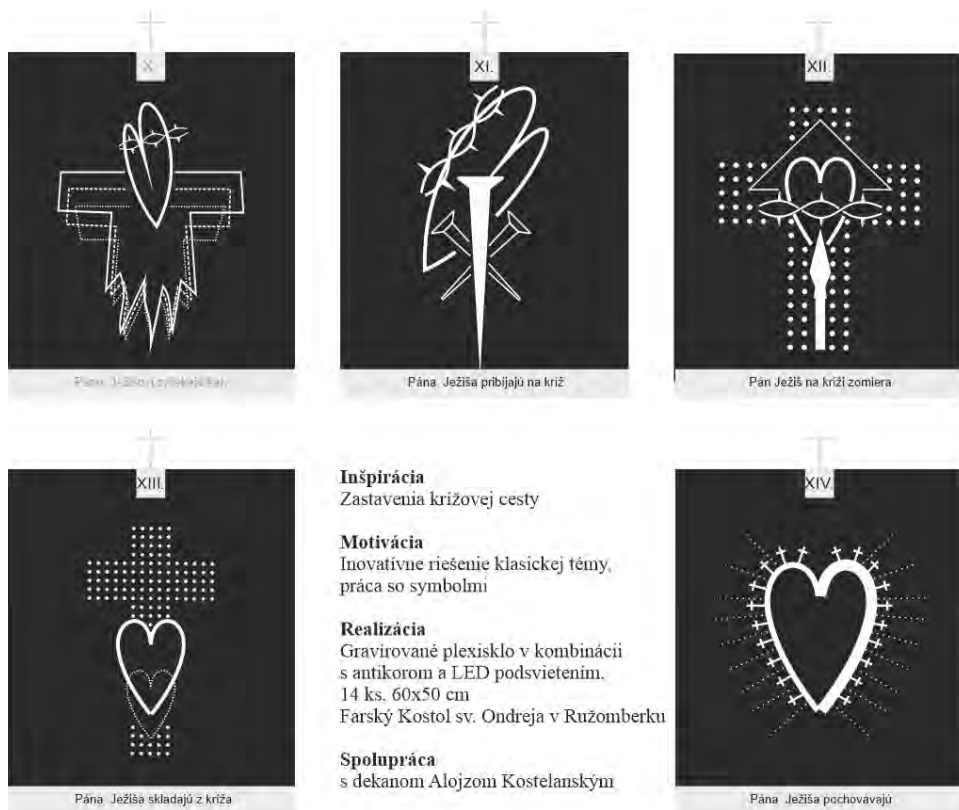 X.
XI.
XII.
Pána Ježiša pribíjajú na kríž
Pán Ježiš na kríži zomiera
XIII.
Inšpirácia
Zastavenia krížovej cesty
Motivácia
Inovatívne riešenie klasickej témy,
práca so symbolmi
Realizácia
Gravírované plexisklo v kombinácii
s antikorom a LED podsvietením.
14 ks. 60x50 cm
Farský Kostol sv. Ondreja v Ružomberku
Spolupráca
s dekanom Alojzom Kostelanským
XIV.
Pána Ježiša skladajú z kríža
Pána Ježiša pochovávajú